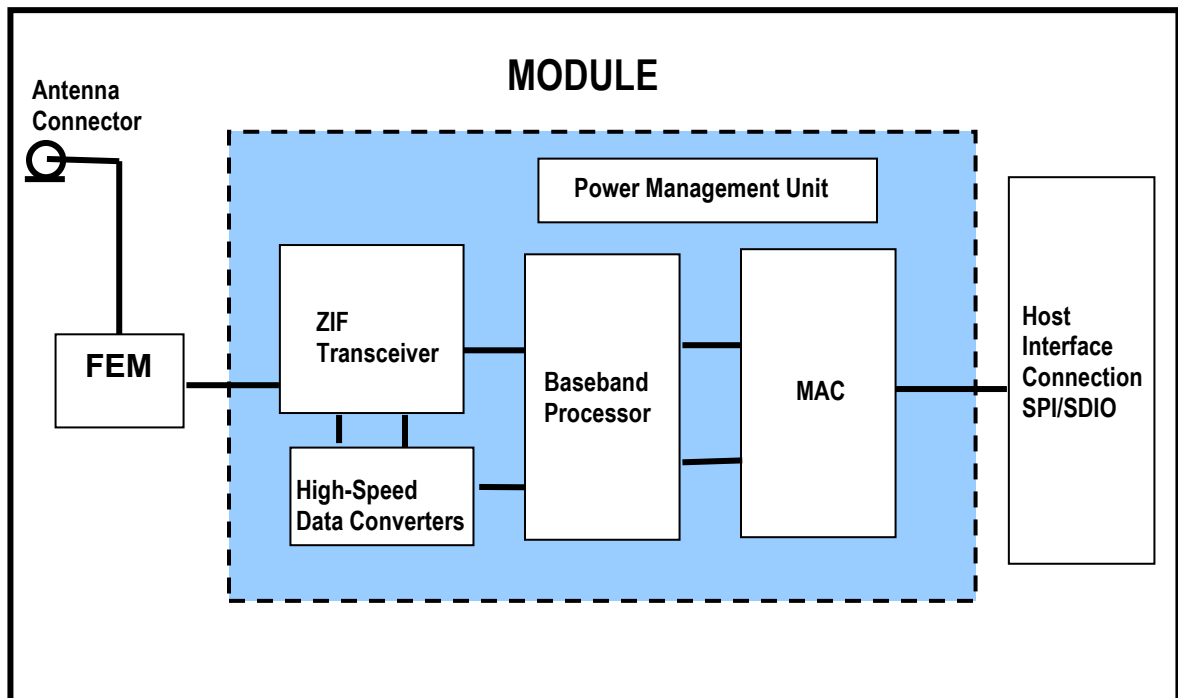 MODULE
Antenna
Connector
Power Management Unit
ZIF
Transceiver
Host
Interface
Connection
SPI/SDIO
FEM
Baseband
Processor
MAC
High-Speed
Data Converters